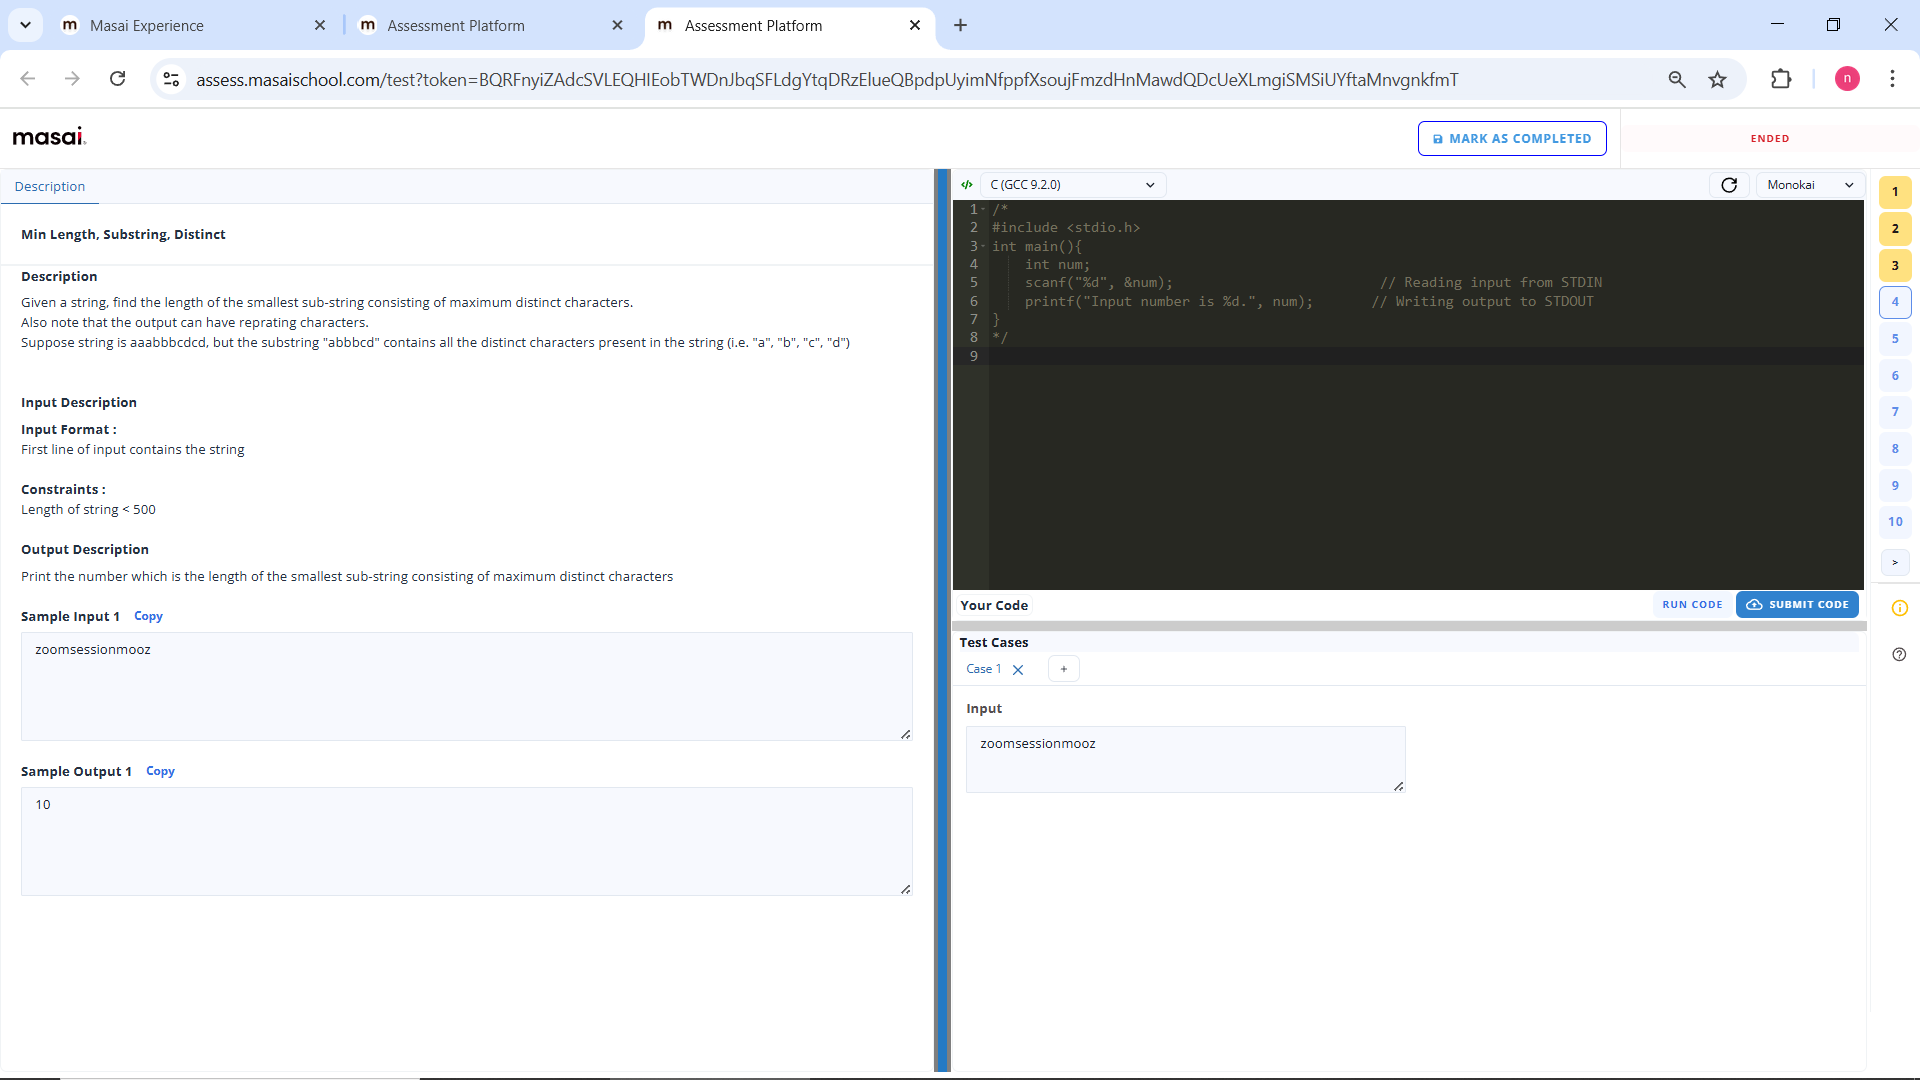 Masai Experience
Assessment Platform
Assessment Platform
assess.masaischool.com/test?token=BQRFnyiZAdcSVLEQHIEobTWDnJbqSFLdgYtqDRzElueQBpdpUyimNfppfXsoujFmzdHnMawdQDcUeXLmgiSMSiUYftaMnvgnkfmT
n
masai.
MARK AS COMPLETED
ENDED
Description
Min Length, Substring, Distinct
Description
Given a string, find the length of the smallest sub-string consisting of maximum distinct characters.
Also note that the output can have reprating characters.
Suppose string is aaabbbcdcd, but the substring "abbbcd" contains all the distinct characters present in the string (i.e. "a", "b", "c", "d")
Input Description
Input Format :
First line of input contains the string
Constraints :
Length of string < 500
Output Description
Print the number which is the length of the smallest sub-string consisting of maximum distinct characters
Sample Input 1 Copy
zoomsessionmooz
Sample Output 1 Copy
10
C (GCC 9.2.0)
Monokai
1 /*
2 #include <stdio.h>
3 int main(){
4 int num;
5 scanf("%d", &num); // Reading input from STDIN
6 printf("Input number is %d.", num); // Writing output to STDOUT
7 }
8 */
9
Your Code
RUN CODE
SUBMIT CODE
Test Cases
Case 1
+
Input
zoomsessionmooz
1
2
3
4
5
6
7
8
9
10
>